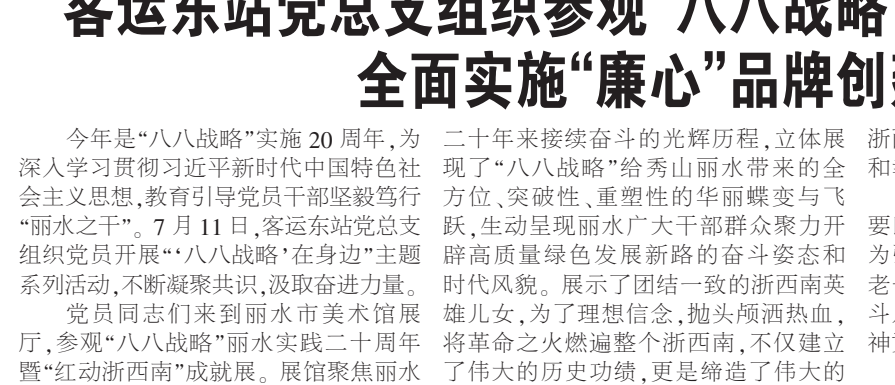 客运东站党总支组织参观“八八战略
全面实施“廉心”品牌创
今年是“八八战略”实施 20 周年,为
深入学习贯彻习近平新时代中国特色社
会主义思想,教育引导党员干部坚毅笃行
“丽水之干”。7 月 11 日,客运东站党总支
组织党员开展“‘八八战略’在身边”主题
系列活动,不断凝聚共识,汲取奋进力量。
党员同志们来到丽水市美术馆展
厅,参观“八八战略”丽水实践二十周年
暨“红动浙西南”成就展。展馆聚焦丽水
二十年来接续奋斗的光辉历程,立体展
现了“八八战略”给秀山丽水带来的全
方位、突破性、重塑性的华丽蝶变与飞
跃,生动呈现丽水广大干部群众聚力开
辟高质量绿色发展新路的奋斗姿态和
时代风貌。展示了团结一致的浙西南英
雄儿女,为了理想信念,抛头颅洒热血,
将革命之火燃遍整个浙西南,不仅建立
了伟大的历史功绩,更是缔造了伟大的
浙
和
要
为
老
斗
神